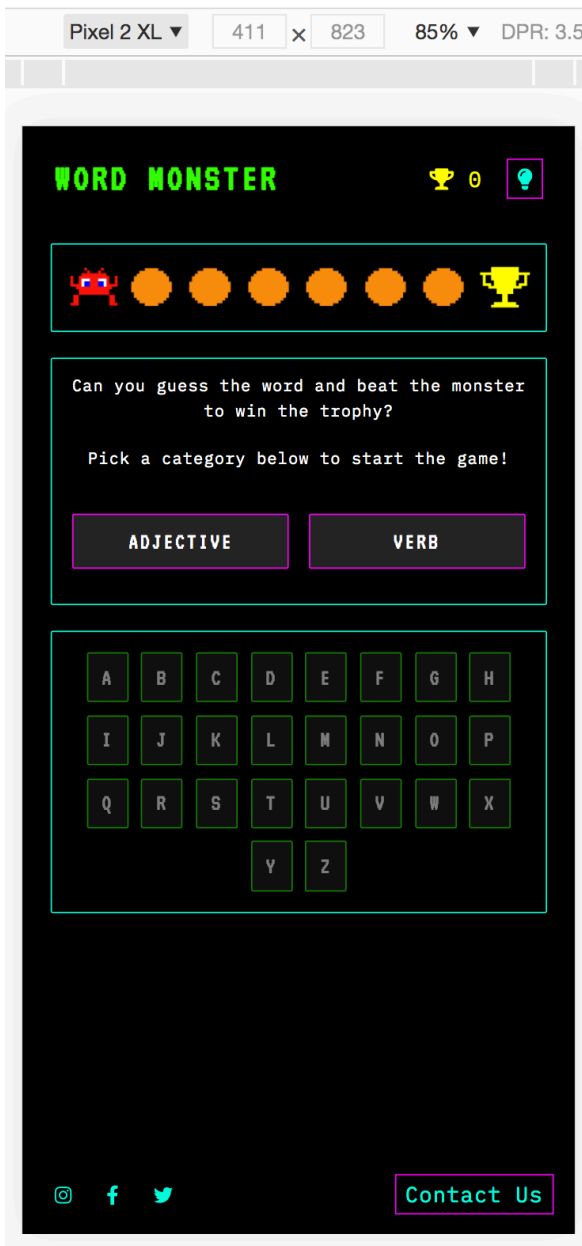 Pixel 2 XL ▼ 411 × 823 85% ▼ DPR: 3.5
WORD MONSTER 0
Can you guess the word and beat the monster
to win the trophy?
Pick a category below to start the game!
ADJECTIVE VERB
A B C D E F G H
I J K L M N O P
Q R S T U V W X
Y Z
Contact Us